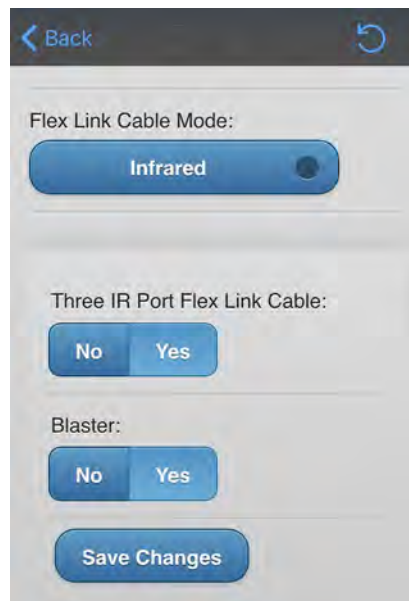 Back
Flex Link Cable Mode:
Infrared
Three IR Port Flex Link Cable:
No Yes
Blaster:
No Yes
Save Changes